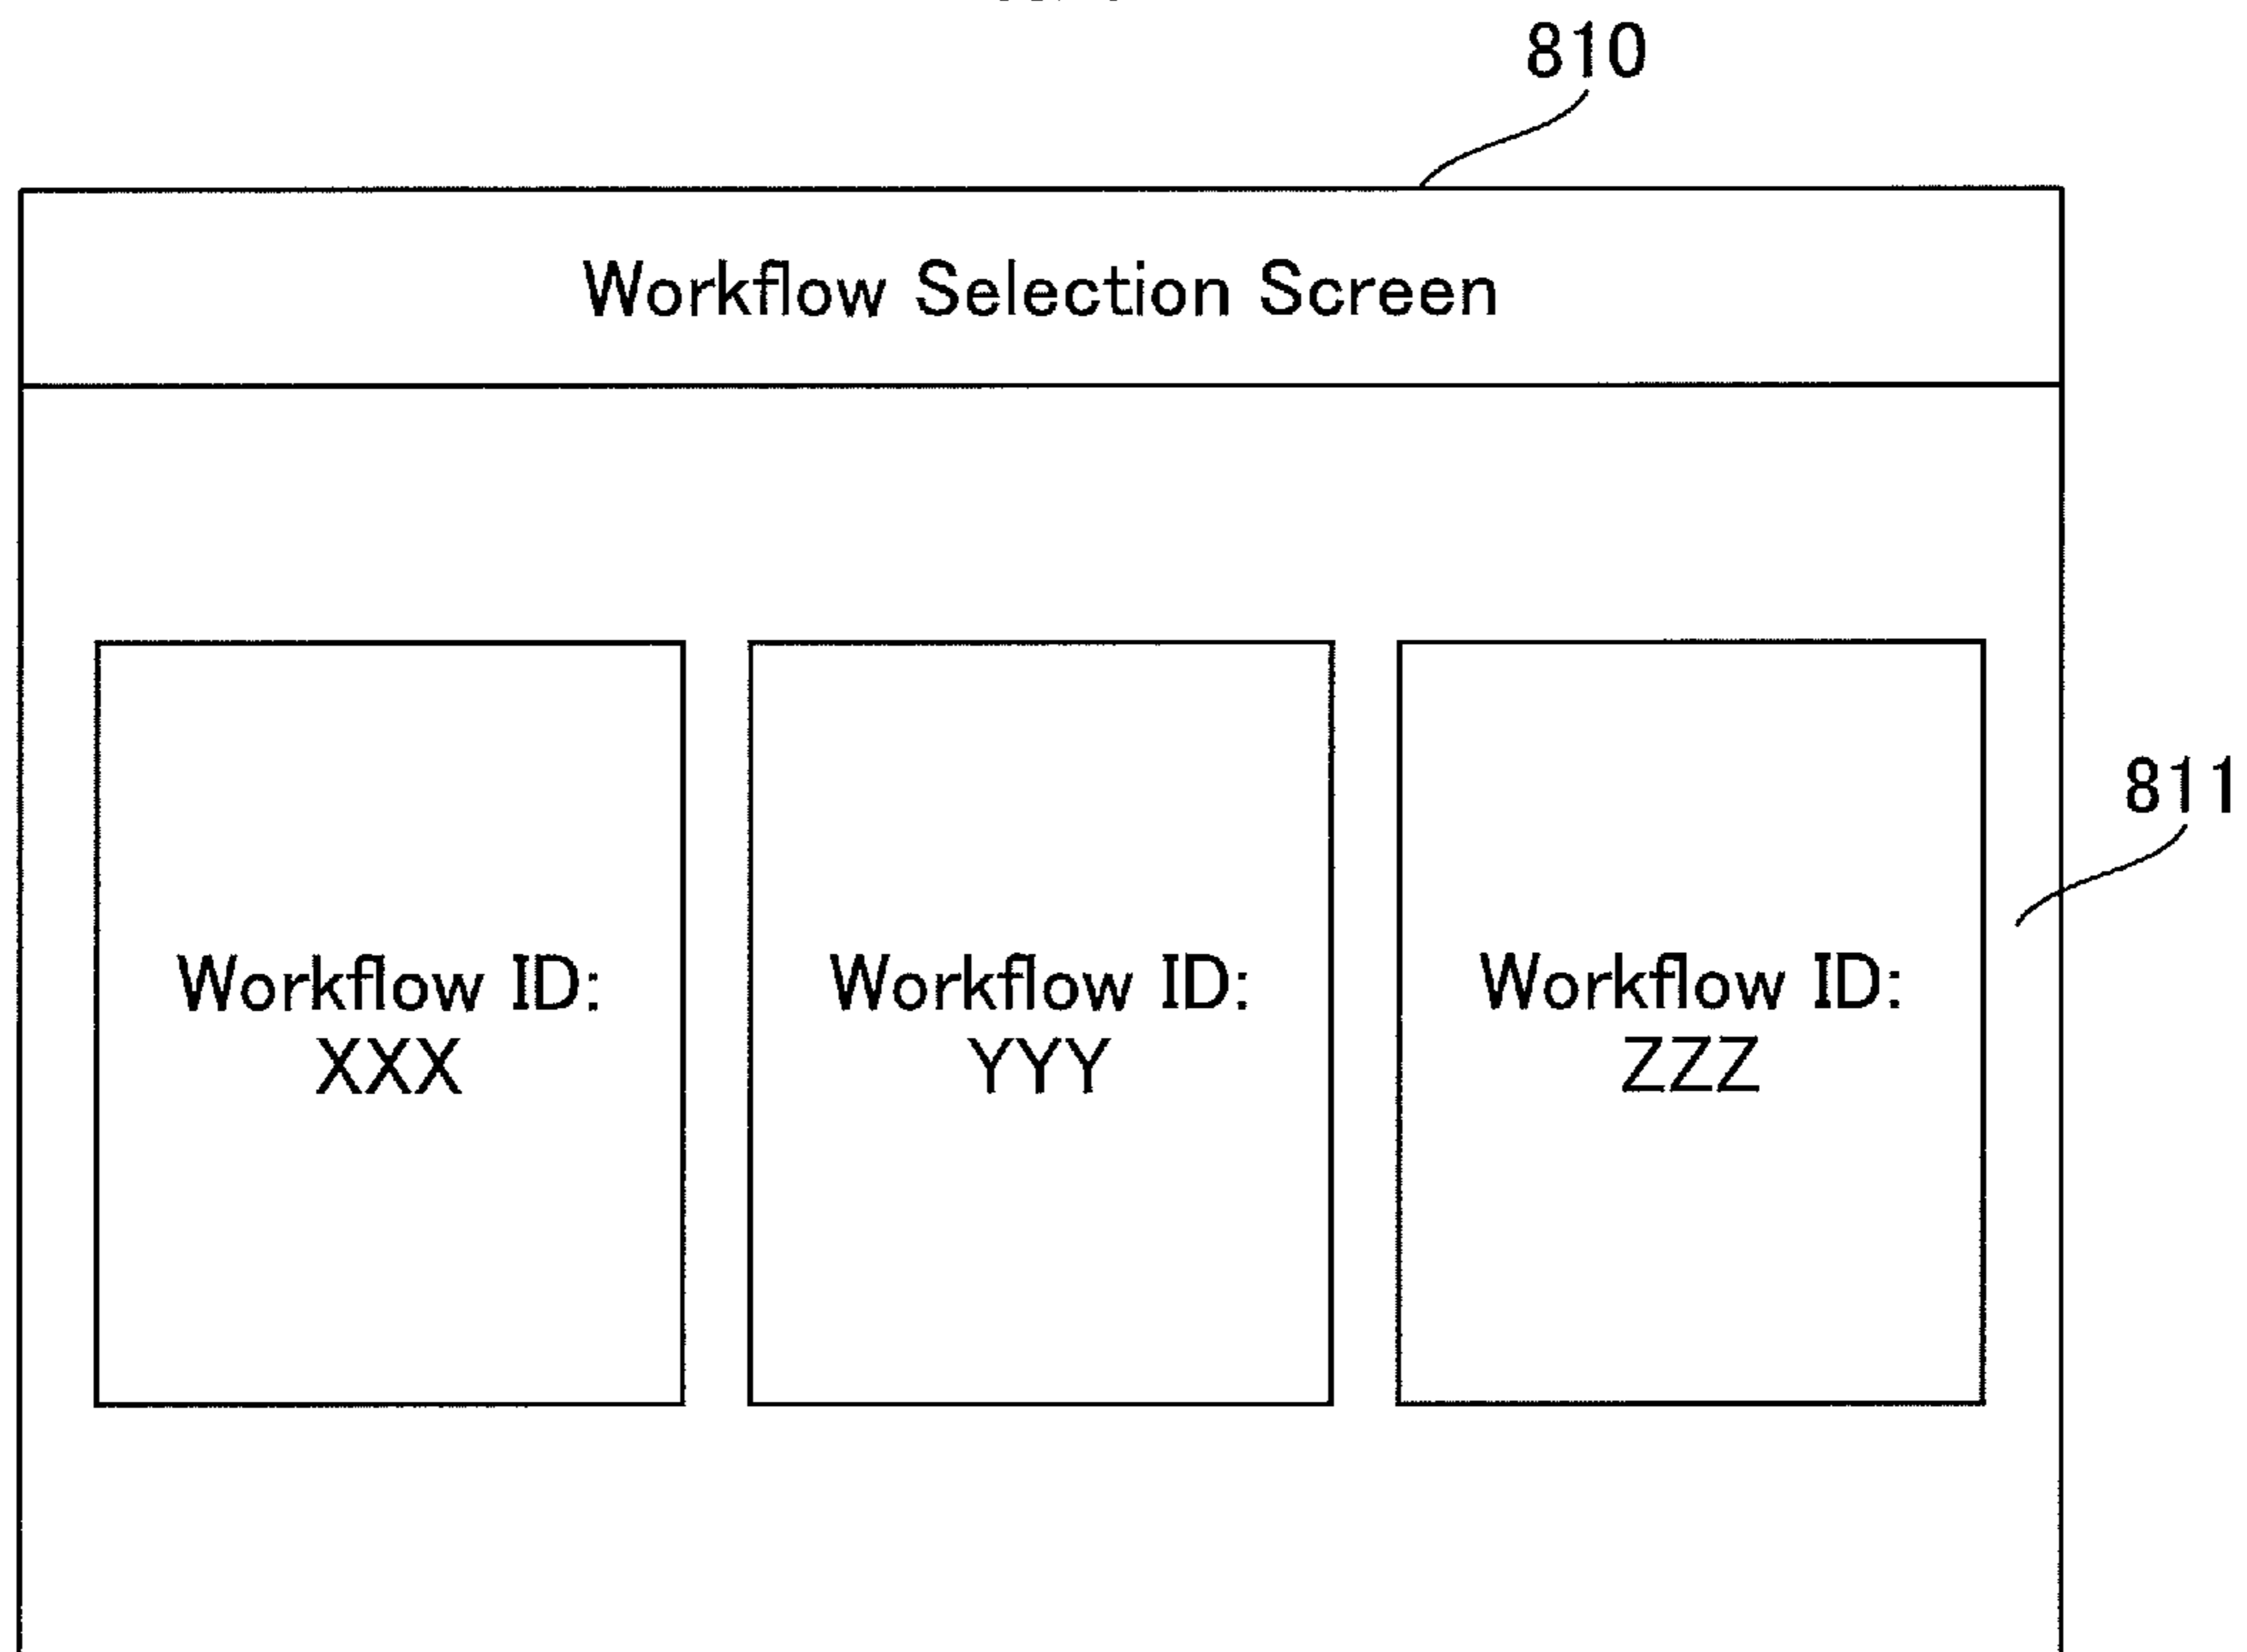 810
Workflow Selection Screen
811
Workflow ID:
XXX
Workflow ID:
YYY
Workflow ID:
ZZZ